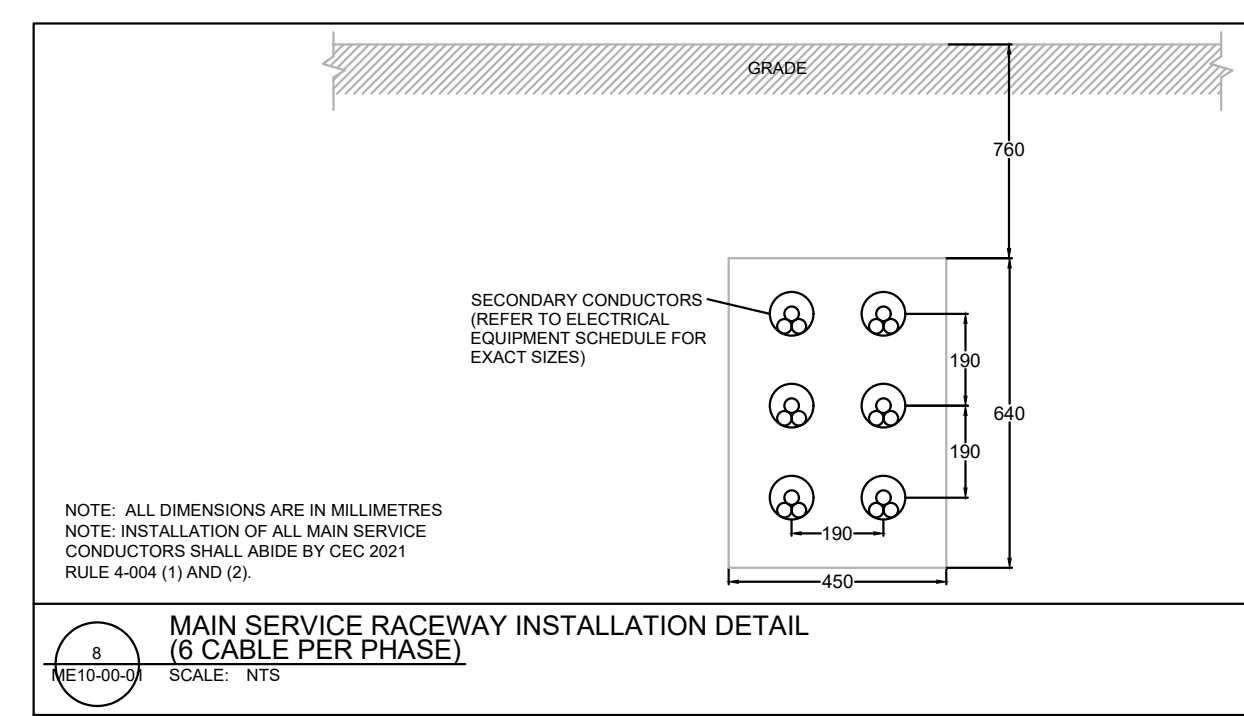 GRADE
760
SECONDARY CONDUCTORS
(REFER TO ELECTRICAL
EQUIPMENT SCHEDULE FOR
EXACT SIZES)
190
640
190
190
450
NOTE: ALL DIMENSIONS ARE IN MILLIMETRES
NOTE: INSTALLATION OF ALL MAIN SERVICE
CONDUCTORS SHALL ABIDE BY CEC 2021
RULE 4-004 (1) AND (2).
8
ME10-00-01
MAIN SERVICE RACEWAY INSTALLATION DETAIL
(6 CABLE PER PHASE)
SCALE: NTS